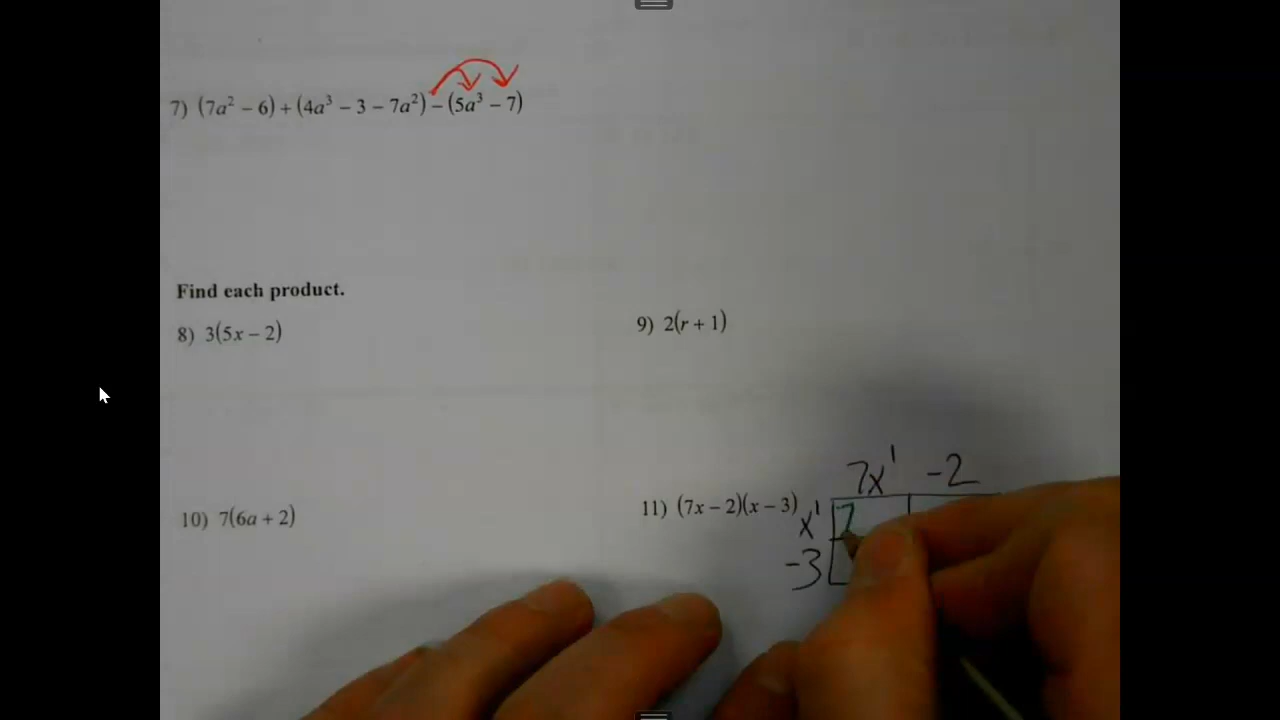 7) (7a² − 6) + (4a³ − 3 − 7a²) − (5a³ − 7)
Find each product.
8) 3(5x − 2)
9) 2(r + 1)
10) 7(6a + 2)
11) (7x − 2)(x − 3)
7x¹ -2
x¹ 7
-3